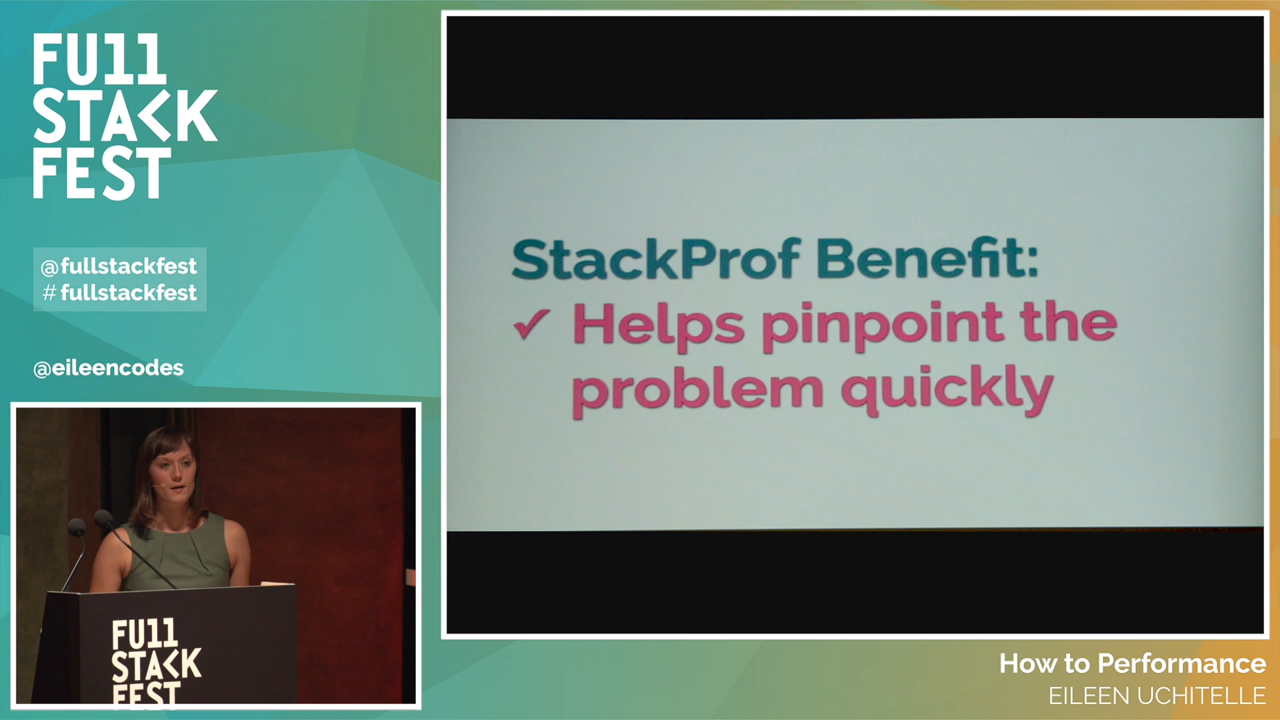 FU11
STACK
FEST
@fullstackfest
# fullstackfest
@eileencodes
StackProf Benefit:
✓ Helps pinpoint the
problem quickly
FU11
STACK
FEST
How to Performance
EILEEN UCHITELLE